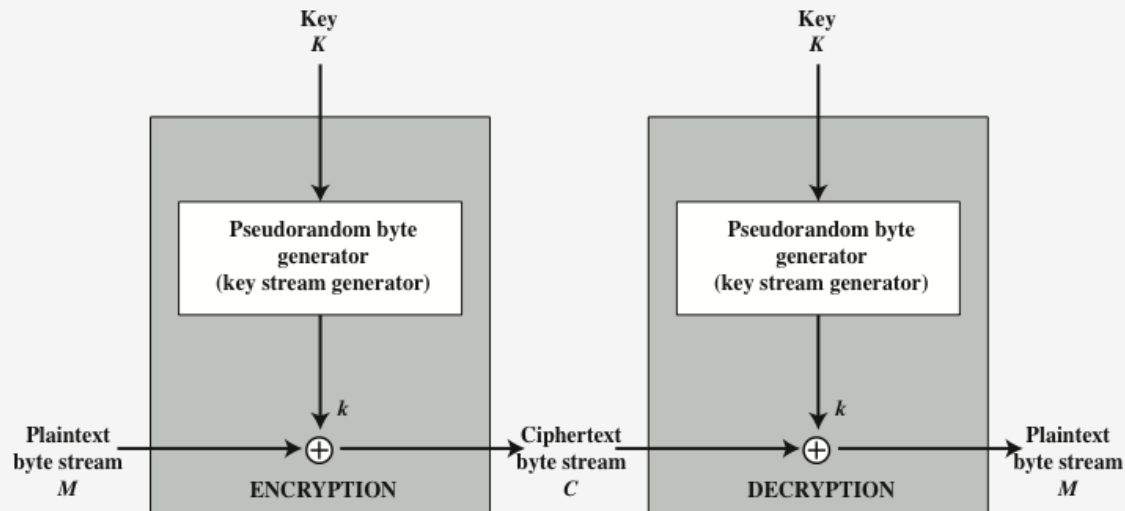 Key
K
Key
K
Pseudorandom byte
generator
(key stream generator)
Pseudorandom byte
generator
(key stream generator)
k
k
Plaintext
byte stream
M
Ciphertext
byte stream
C
Plaintext
byte stream
M
ENCRYPTION
DECRYPTION